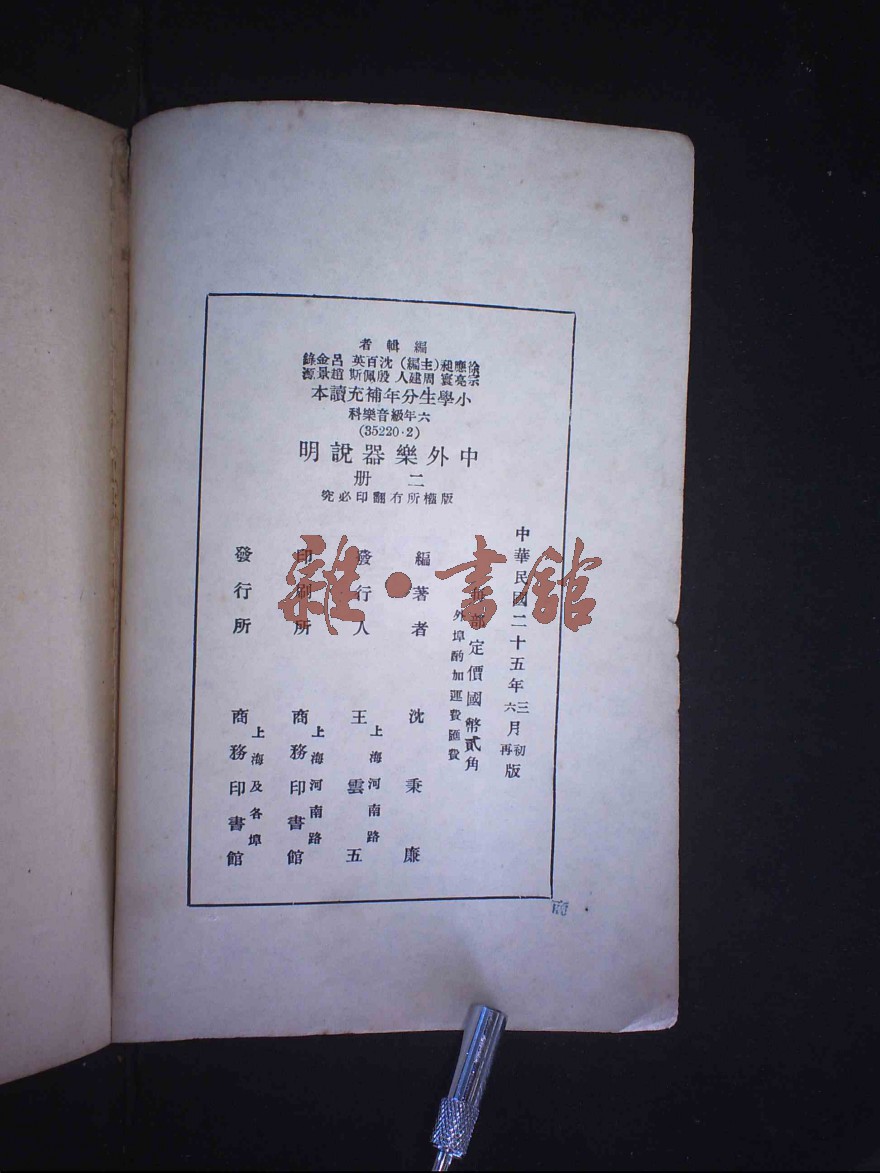 編輯者
徐應昶(主編) 沈百英 呂金錄
宗亮寰 周建人 殷佩斯 趙景源
小學生分年補充讀本
六年級音樂科
(35220·2)
中外樂器說明
二册
版權所有翻印必究
中華民國二十五年三六月初再版
每部定價國幣貳角
外埠酌加運費匯費
編著者 沈秉廉
上海河南路
發行人 王雲五
上海河南路
印刷所 商務印書館
上海及各埠
發行所 商務印書館
雜·書館
商